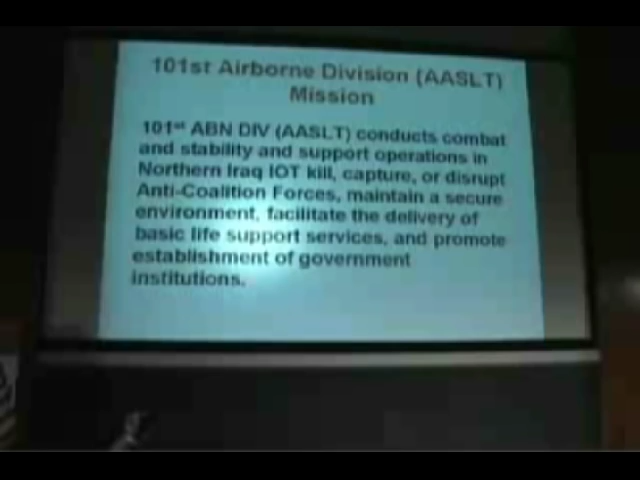 101st Airborne Division (AASLT)
Mission
101st ABN DIV (AASLT) conducts combat
and stability and support operations in
Northern Iraq IOT kill, capture, or disrupt
Anti-Coalition Forces, maintain a secure
environment, facilitate the delivery of
basic life support services, and promote
establishment of government
institutions.